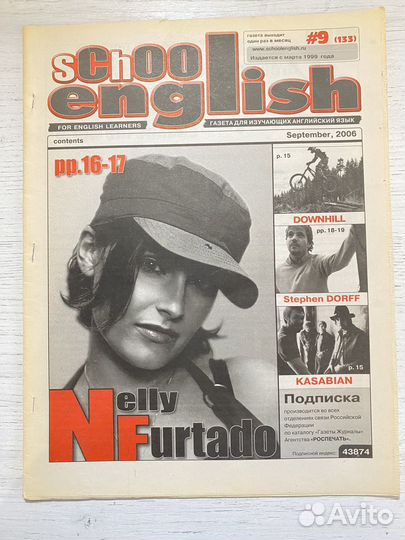 газета выходит
один раз в месяц
#9 (133)
www.schoolenglish.ru
Издается с марта 1999 года
sChOOl
english
FOR ENGLISH LEARNERS
ГАЗЕТА ДЛЯ ИЗУЧАЮЩИХ АНГЛИЙСКИЙ ЯЗЫК
contents
September, 2006
pp.16-17
p. 15
DOWNHILL
pp. 18-19
Stephen DORFF
p. 15
KASABIAN
Nelly
Furtado
Подписка
производится во всех
отделениях связи Российской
Федерации
по каталогу «Газеты Журналы»
Агентства «РОСПЕЧАТЬ».
Подписной индекс: 43874
Avito